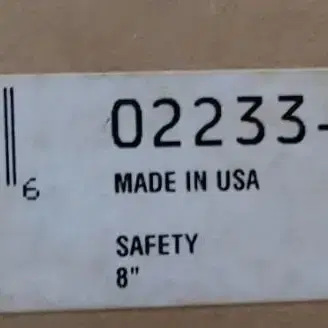 02233-
6
MADE IN USA
SAFETY
8"